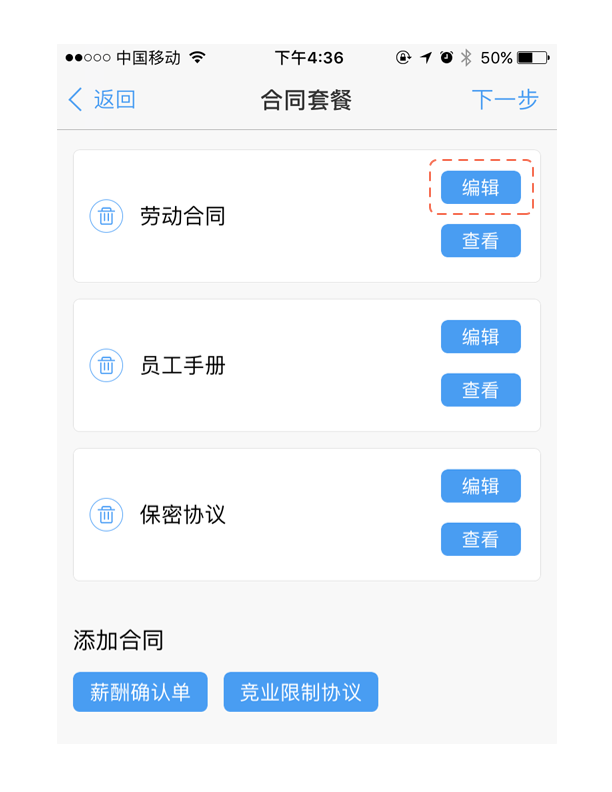 中国移动 下午4:36 50%
返回 合同套餐 下一步
编辑
劳动合同
查看
编辑
员工手册
查看
编辑
保密协议
查看
添加合同
薪酬确认单 竞业限制协议